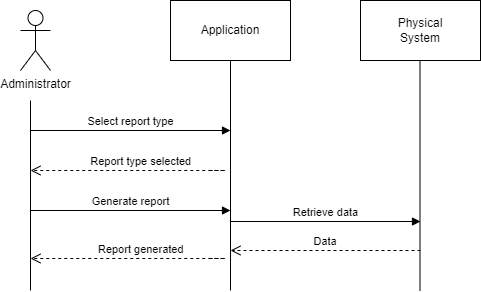 Application
Physical
System
Administrator
Select report type
Report type selected
Generate report
Retrieve data
Data
Report generated